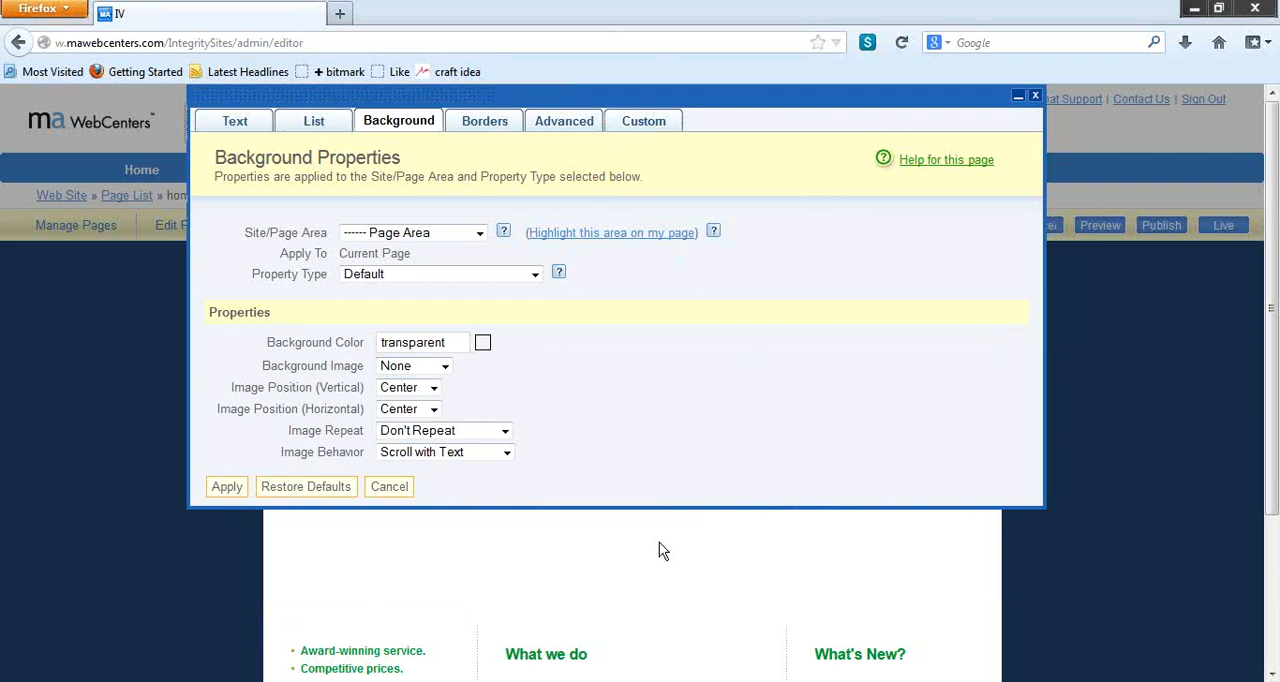 Firefox
IV
w.mawebcenters.com/IntegritySites/admin/editor
S
Google
Most Visited Getting Started Latest Headlines + bitmark Like craft idea
ma WebCenters™
at Support | Contact Us | Sign Out
Home
Web Site » Page List » hom
Manage Pages Edit P
Preview Publish Live
Text List Background Borders Advanced Custom
Background Properties
Properties are applied to the Site/Page Area and Property Type selected below.
? Help for this page
Site/Page Area ------ Page Area ? (Highlight this area on my page) ?
Apply To Current Page
Property Type Default ?
Properties
Background Color transparent
Background Image None
Image Position (Vertical) Center
Image Position (Horizontal) Center
Image Repeat Don't Repeat
Image Behavior Scroll with Text
Apply Restore Defaults Cancel
Award-winning service.
Competitive prices.
What we do
What's New?